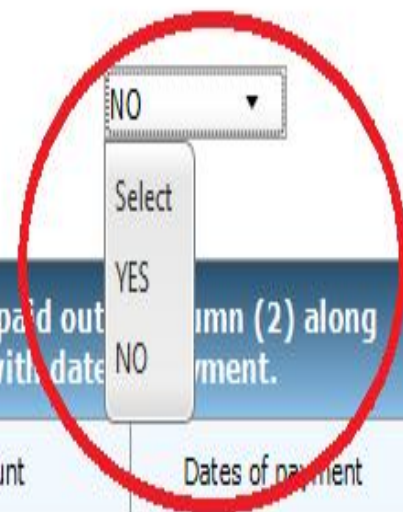 NO
Select
YES
NO
paid out umn (2) along
with date yment.
unt Dates of payment